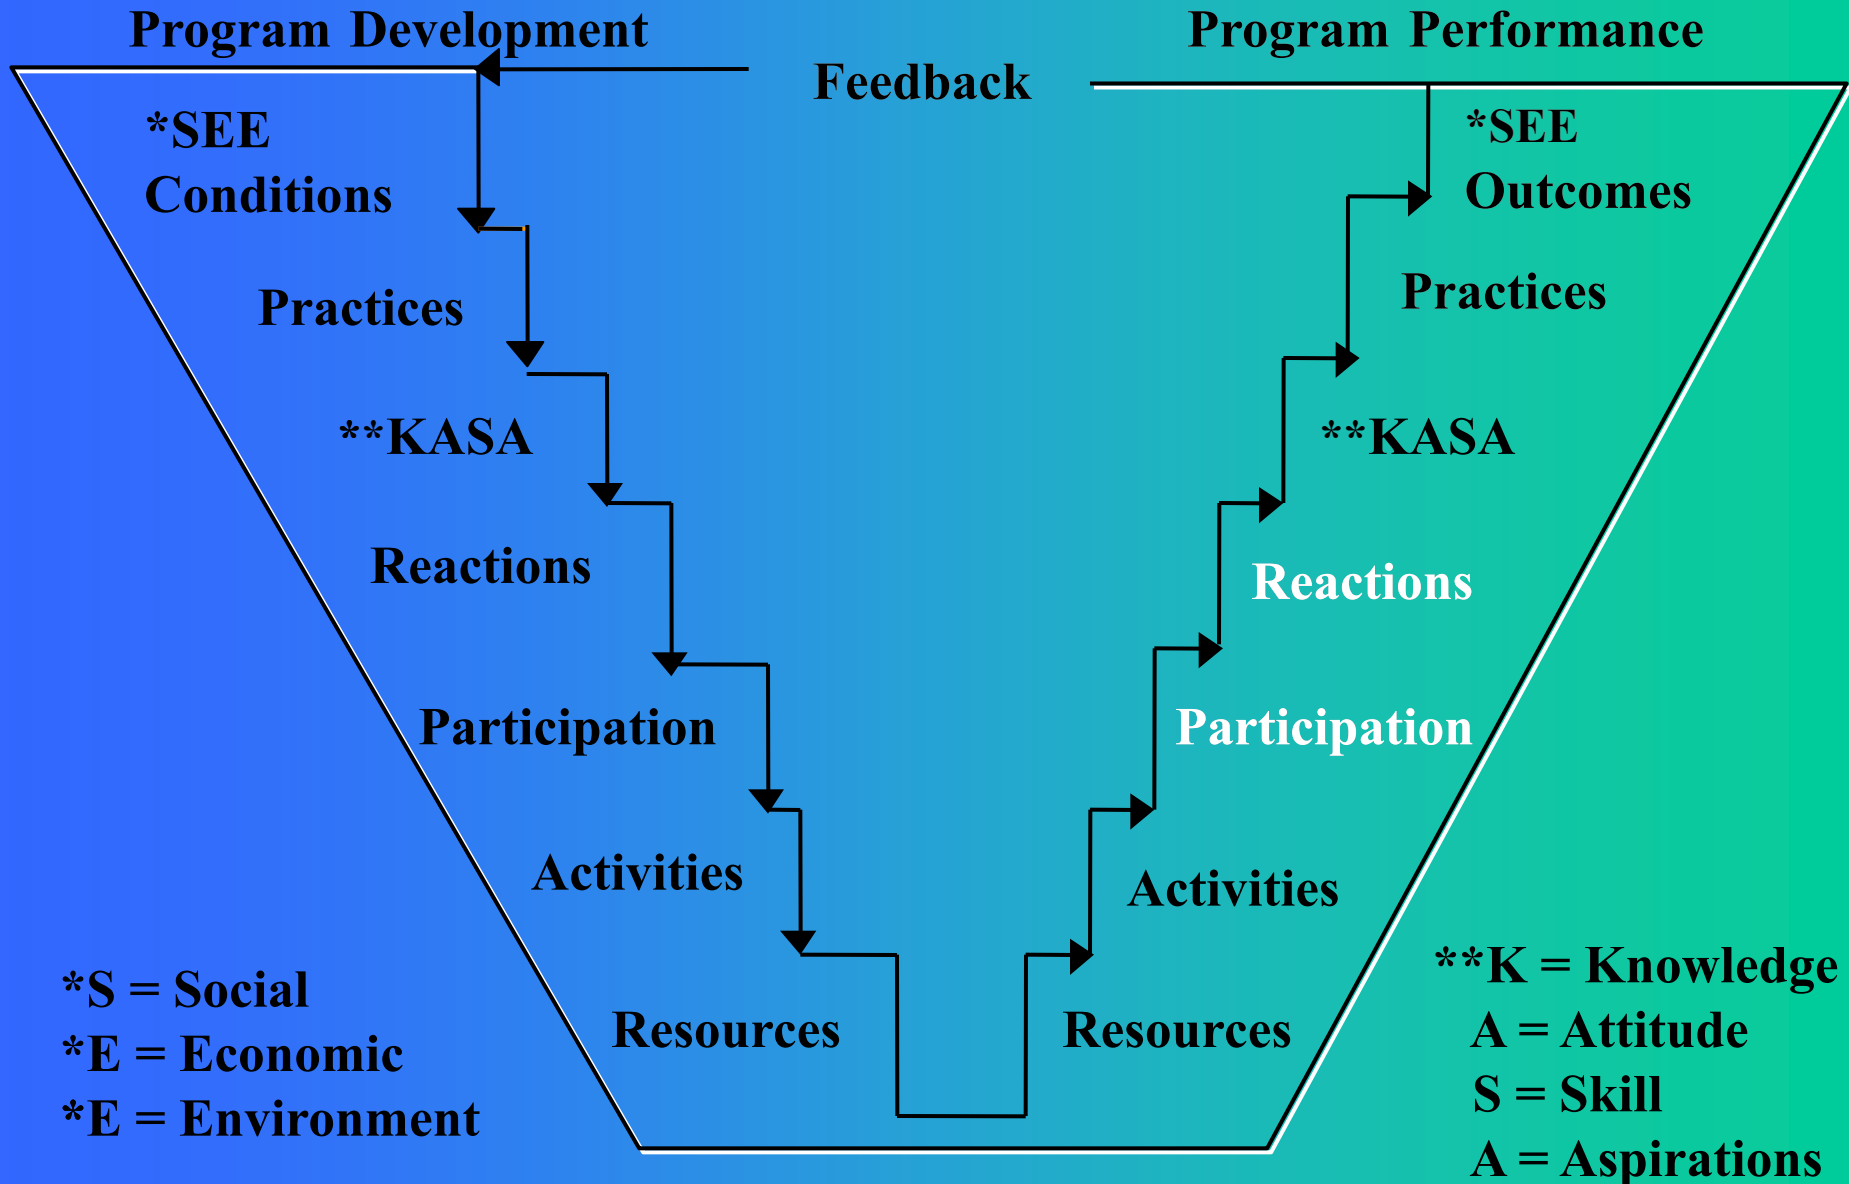 Program Development
Program Performance
Feedback
*SEE
Conditions
Practices
**KASA
Reactions
Participation
Activities
Resources
*SEE
Outcomes
Practices
**KASA
Reactions
Participation
Activities
Resources
*S = Social
*E = Economic
*E = Environment
**K = Knowledge
A = Attitude
S = Skill
A = Aspirations